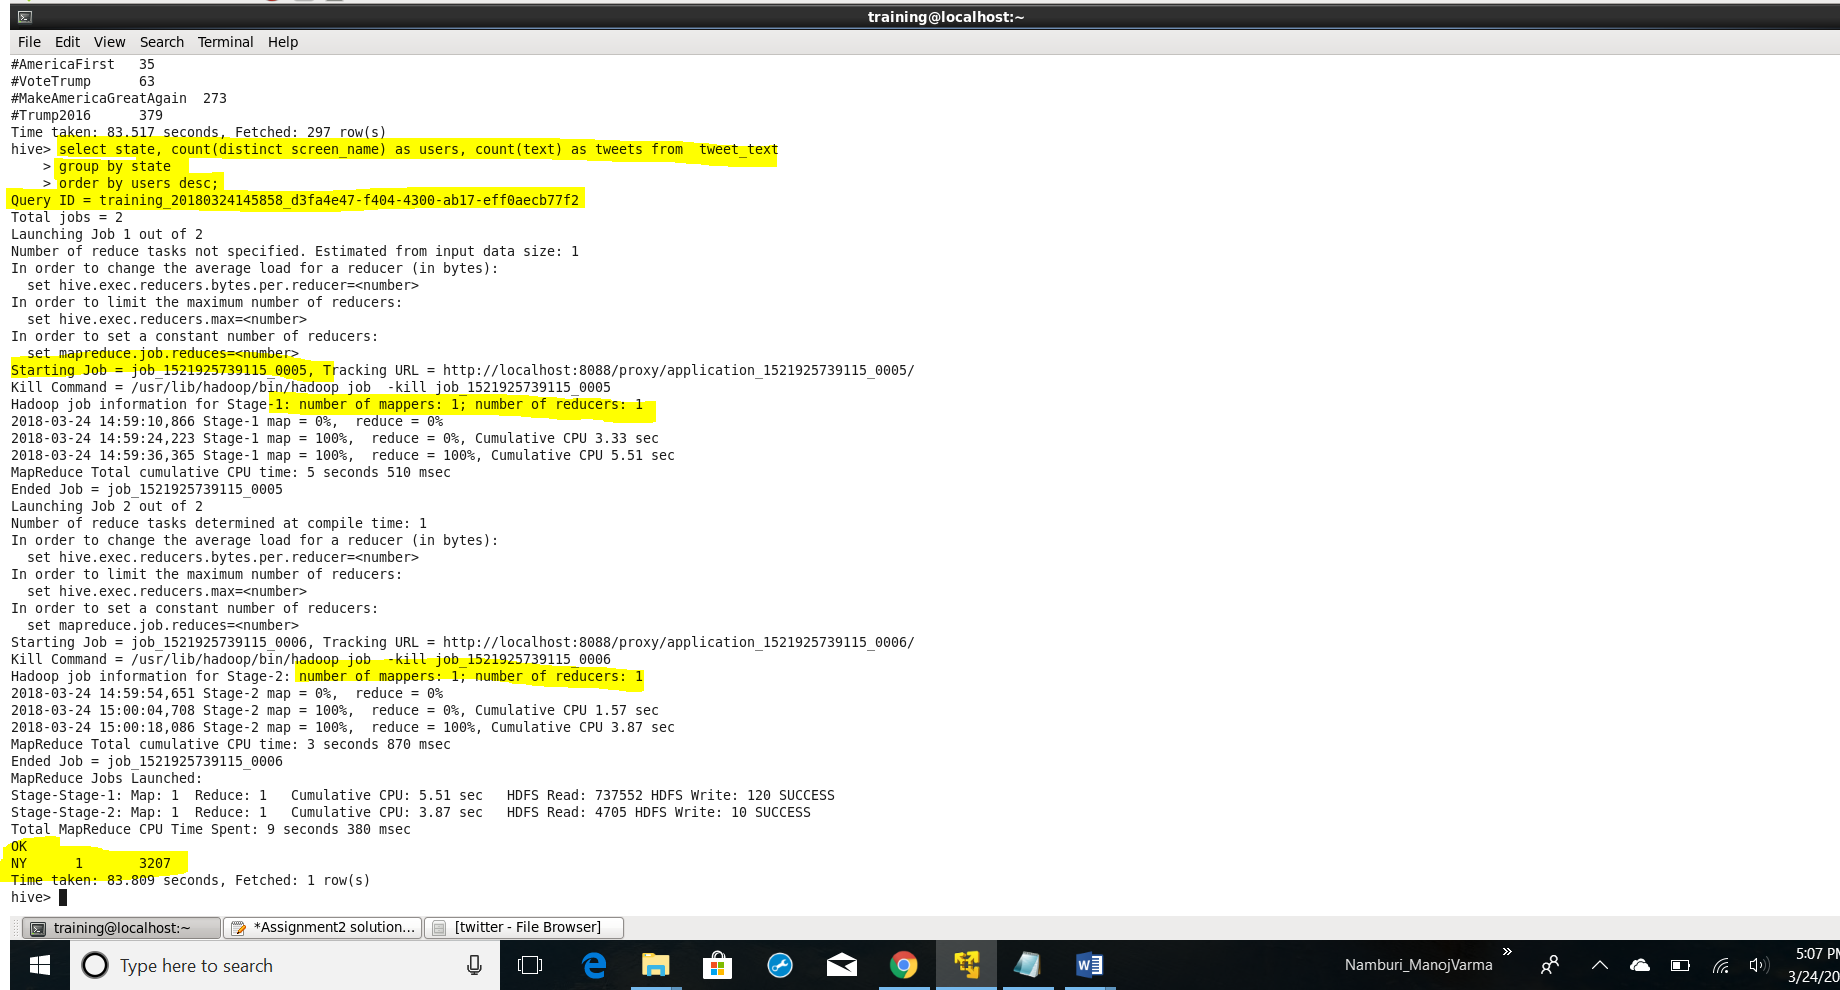 training@localhost:~
File Edit View Search Terminal Help
#AmericaFirst 35
#VoteTrump 63
#MakeAmericaGreatAgain 273
#Trump2016 379
Time taken: 83.517 seconds, Fetched: 297 row(s)
hive> select state, count(distinct screen_name) as users, count(text) as tweets from  tweet_text
    > group by state
    > order by users desc;
Query ID = training_20180324145858_d3fa4e47-f404-4300-ab17-eff0aecb77f2
Total jobs = 2
Launching Job 1 out of 2
Number of reduce tasks not specified. Estimated from input data size: 1
In order to change the average load for a reducer (in bytes):
  set hive.exec.reducers.bytes.per.reducer=<number>
In order to limit the maximum number of reducers:
  set hive.exec.reducers.max=<number>
In order to set a constant number of reducers:
  set mapreduce.job.reduces=<number>
Starting Job = job_1521925739115_0005, Tracking URL = http://localhost:8088/proxy/application_1521925739115_0005/
Kill Command = /usr/lib/hadoop/bin/hadoop job  -kill job_1521925739115_0005
Hadoop job information for Stage-1: number of mappers: 1; number of reducers: 1
2018-03-24 14:59:10,866 Stage-1 map = 0%,  reduce = 0%
2018-03-24 14:59:24,223 Stage-1 map = 100%,  reduce = 0%, Cumulative CPU 3.33 sec
2018-03-24 14:59:36,365 Stage-1 map = 100%,  reduce = 100%, Cumulative CPU 5.51 sec
MapReduce Total cumulative CPU time: 5 seconds 510 msec
Ended Job = job_1521925739115_0005
Launching Job 2 out of 2
Number of reduce tasks determined at compile time: 1
In order to change the average load for a reducer (in bytes):
  set hive.exec.reducers.bytes.per.reducer=<number>
In order to limit the maximum number of reducers:
  set hive.exec.reducers.max=<number>
In order to set a constant number of reducers:
  set mapreduce.job.reduces=<number>
Starting Job = job_1521925739115_0006, Tracking URL = http://localhost:8088/proxy/application_1521925739115_0006/
Kill Command = /usr/lib/hadoop/bin/hadoop job  -kill job_1521925739115_0006
Hadoop job information for Stage-2: number of mappers: 1; number of reducers: 1
2018-03-24 14:59:54,651 Stage-2 map = 0%,  reduce = 0%
2018-03-24 15:00:04,708 Stage-2 map = 100%,  reduce = 0%, Cumulative CPU 1.57 sec
2018-03-24 15:00:18,086 Stage-2 map = 100%,  reduce = 100%, Cumulative CPU 3.87 sec
MapReduce Total cumulative CPU time: 3 seconds 870 msec
Ended Job = job_1521925739115_0006
MapReduce Jobs Launched:
Stage-Stage-1: Map: 1  Reduce: 1   Cumulative CPU: 5.51 sec   HDFS Read: 737552 HDFS Write: 120 SUCCESS
Stage-Stage-2: Map: 1  Reduce: 1   Cumulative CPU: 3.87 sec   HDFS Read: 4705 HDFS Write: 10 SUCCESS
Total MapReduce CPU Time Spent: 9 seconds 380 msec
OK
NY 1 3207
Time taken: 83.809 seconds, Fetched: 1 row(s)
hive>
training@localhost:~ *Assignment2 solution... [twitter - File Browser]
Type here to search Namburi_ManojVarma » 5:07 PM
3/24/20